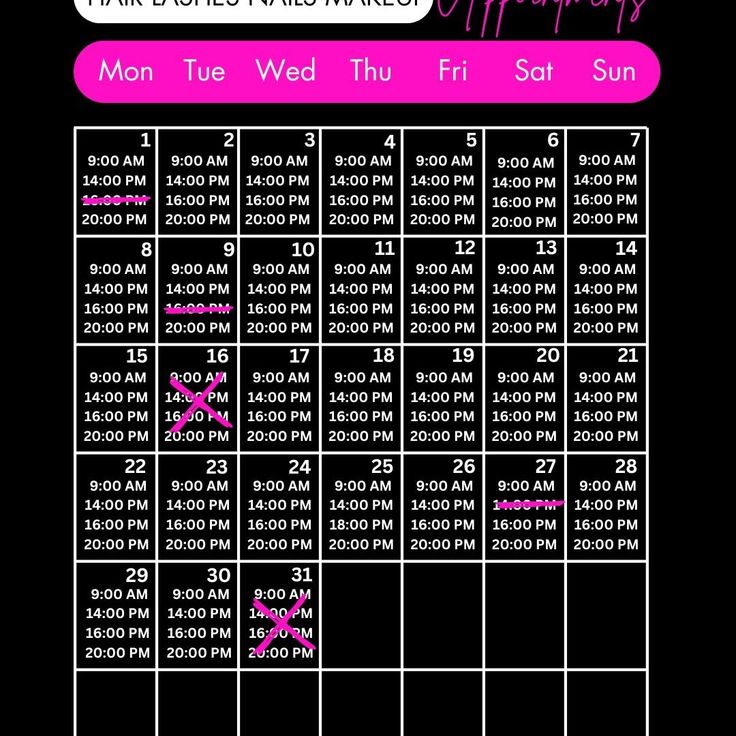 HAIR LASHES NAILS MAKEUP Appointments
Mon Tue Wed Thu Fri Sat Sun
1 2 3 4 5 6 7
9:00 AM 9:00 AM 9:00 AM 9:00 AM 9:00 AM 9:00 AM 9:00 AM
14:00 PM 14:00 PM 14:00 PM 14:00 PM 14:00 PM 14:00 PM 14:00 PM
16:00 PM 16:00 PM 16:00 PM 16:00 PM 16:00 PM 16:00 PM 16:00 PM
20:00 PM 20:00 PM 20:00 PM 20:00 PM 20:00 PM 20:00 PM 20:00 PM
8 9 10 11 12 13 14
9:00 AM 9:00 AM 9:00 AM 9:00 AM 9:00 AM 9:00 AM 9:00 AM
14:00 PM 14:00 PM 14:00 PM 14:00 PM 14:00 PM 14:00 PM 14:00 PM
16:00 PM 16:00 PM 16:00 PM 16:00 PM 16:00 PM 16:00 PM 16:00 PM
20:00 PM 20:00 PM 20:00 PM 20:00 PM 20:00 PM 20:00 PM 20:00 PM
15 16 17 18 19 20 21
9:00 AM 9:00 AM 9:00 AM 9:00 AM 9:00 AM 9:00 AM 9:00 AM
14:00 PM 14:00 PM 14:00 PM 14:00 PM 14:00 PM 14:00 PM 14:00 PM
16:00 PM 16:00 PM 16:00 PM 16:00 PM 16:00 PM 16:00 PM 16:00 PM
20:00 PM 20:00 PM 20:00 PM 20:00 PM 20:00 PM 20:00 PM 20:00 PM
22 23 24 25 26 27 28
9:00 AM 9:00 AM 9:00 AM 9:00 AM 9:00 AM 9:00 AM 9:00 AM
14:00 PM 14:00 PM 14:00 PM 14:00 PM 14:00 PM 14:00 PM 14:00 PM
16:00 PM 16:00 PM 16:00 PM 18:00 PM 16:00 PM 16:00 PM 16:00 PM
20:00 PM 20:00 PM 20:00 PM 20:00 PM 20:00 PM 20:00 PM 20:00 PM
29 30 31
9:00 AM 9:00 AM 9:00 AM
14:00 PM 14:00 PM 14:00 PM
16:00 PM 16:00 PM 16:00 PM
20:00 PM 20:00 PM 20:00 PM